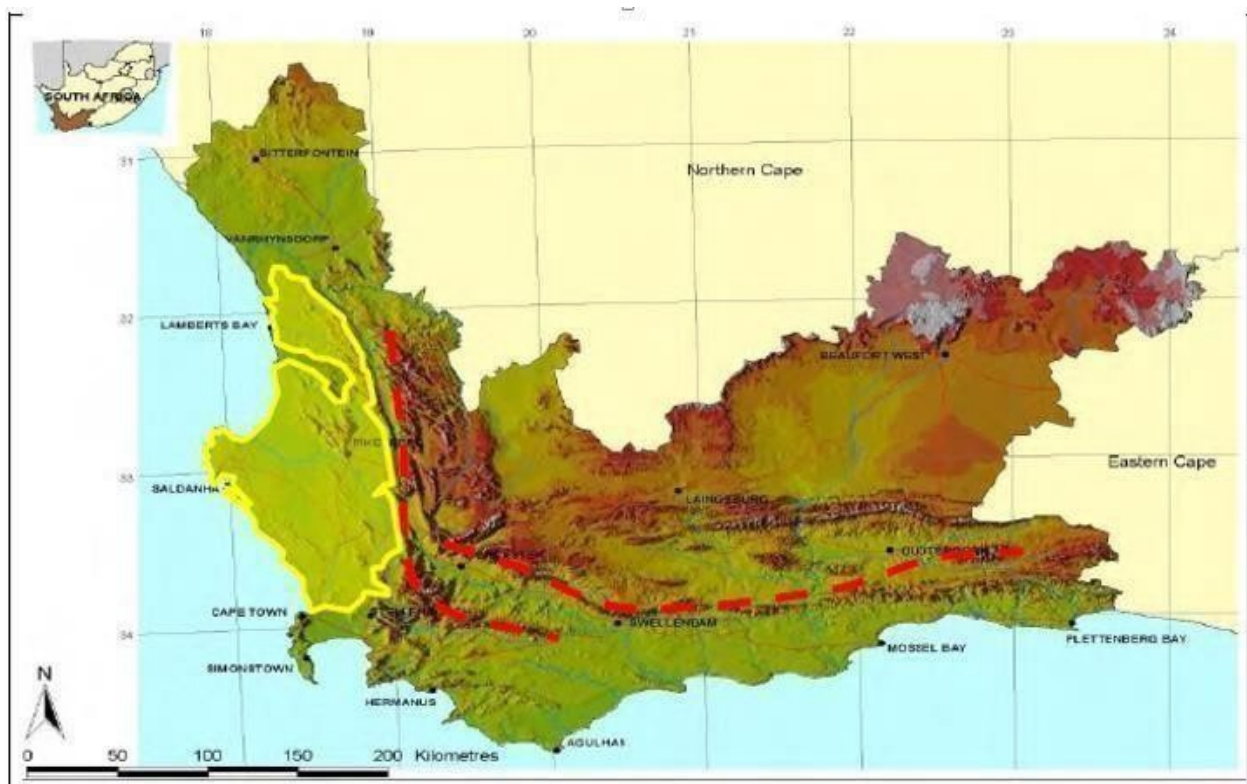 18 19 20 21 22 23 24
SOUTH AFRICA
31
BITTERFONTEIN
Northern Cape
VANRHYNSDORP
32
LAMBERTS BAY
BEAUFORT WEST
Eastern Cape
33
SALDANHA
LAINGSBURG
CAPE TOWN
SWELLENDAM
34
MOSSEL BAY
PLETTENBERG BAY
SIMONSTOWN
N
HERMANUS
AGULHAS
0 50 100 150 200 Kilometres